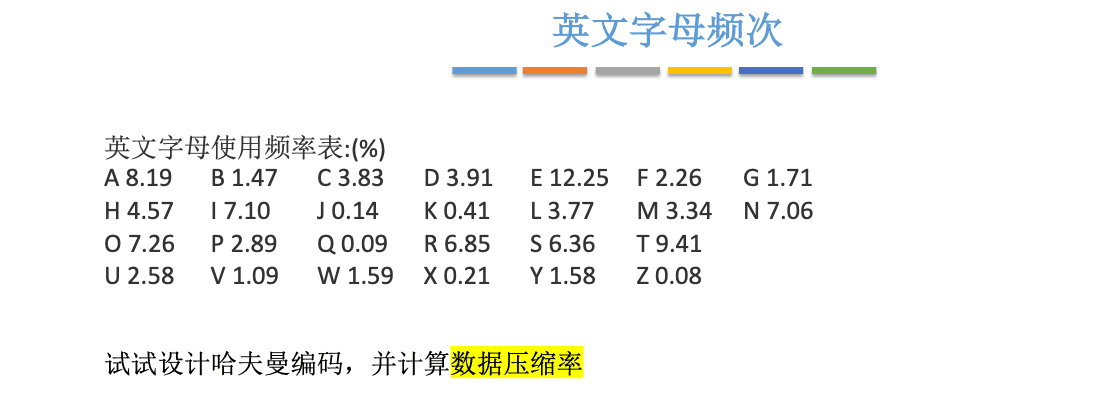 英文字母频次
英文字母使用频率表:(%)
A 8.19 B 1.47 C 3.83 D 3.91 E 12.25 F 2.26 G 1.71
H 4.57 I 7.10 J 0.14 K 0.41 L 3.77 M 3.34 N 7.06
O 7.26 P 2.89 Q 0.09 R 6.85 S 6.36 T 9.41
U 2.58 V 1.09 W 1.59 X 0.21 Y 1.58 Z 0.08
试试设计哈夫曼编码，并计算数据压缩率